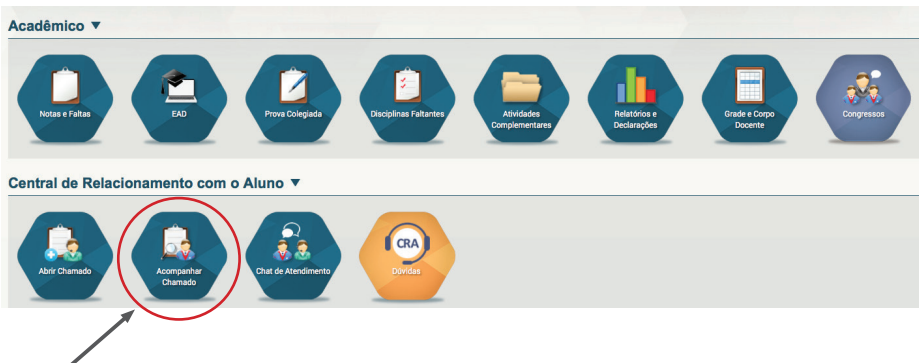 Acadêmico ▼
Notas e Faltas
EAD
Prova Colegiada
Disciplinas Faltantes
Atividades
Complementares
Relatórios e
Declarações
Grade e Corpo
Docente
Congressos
Central de Relacionamento com o Aluno ▼
Abrir Chamado
Acompanhar
Chamado
Chat de Atendimento
CRA
Dúvidas